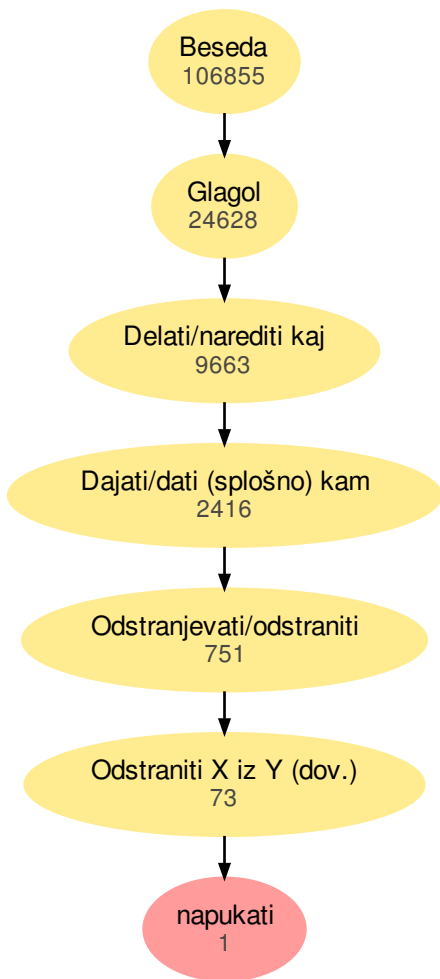 Beseda
106855
Glagol
24628
Delati/narediti kaj
9663
Dajati/dati (splošno) kam
2416
Odstranjevati/odstraniti
751
Odstraniti X iz Y (dov.)
73
napukati
1